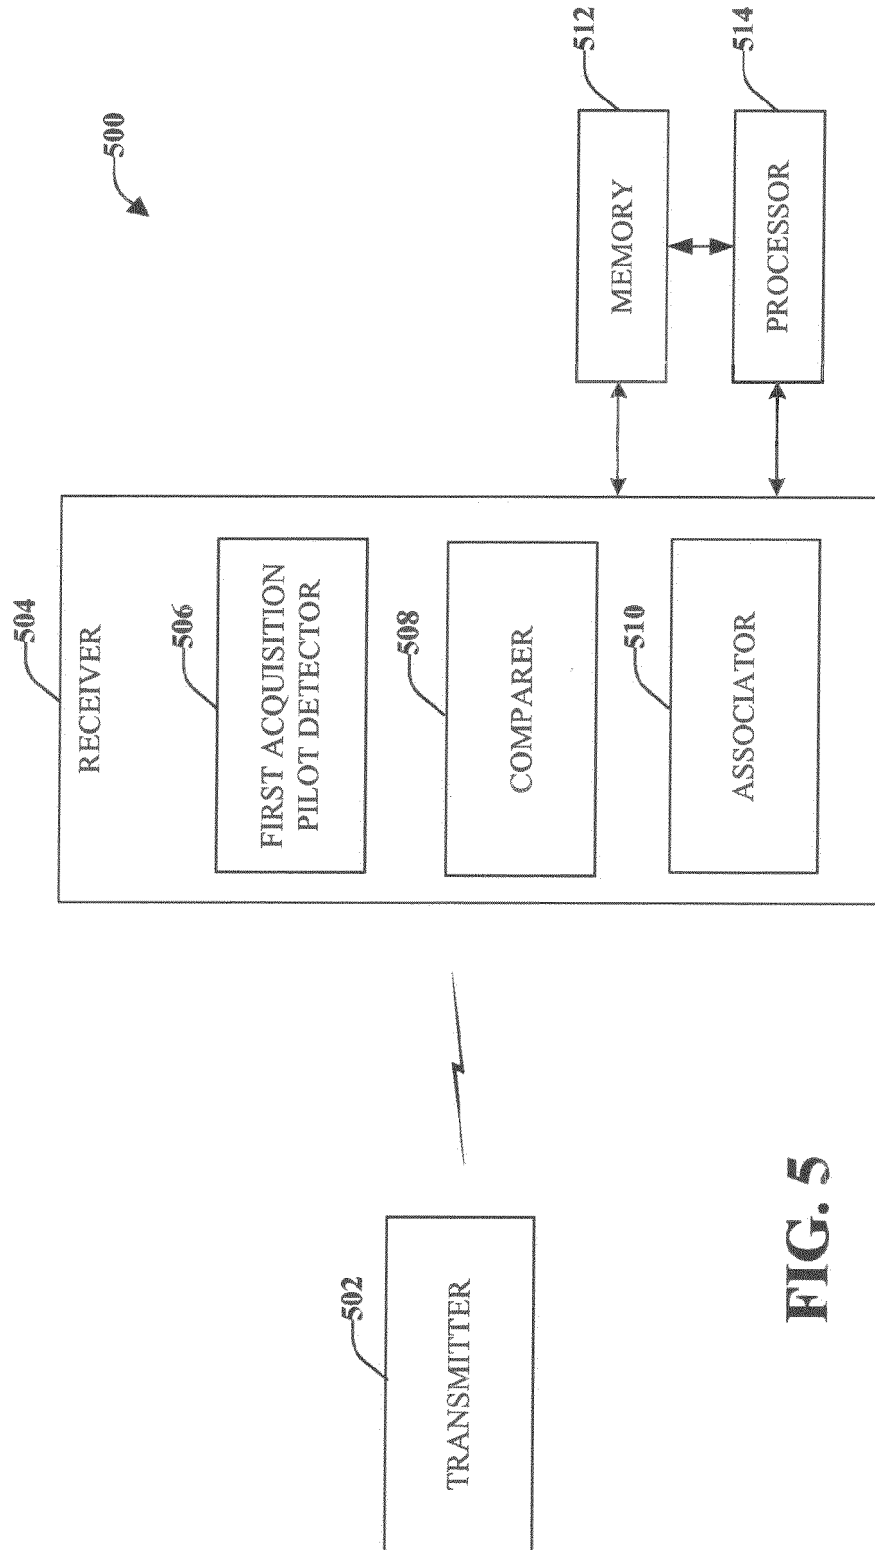 500
504
RECEIVER
506
FIRST ACQUISITION
PILOT DETECTOR
508
COMPARER
510
ASSOCIATOR
512
MEMORY
514
PROCESSOR
502
TRANSMITTER
FIG. 5